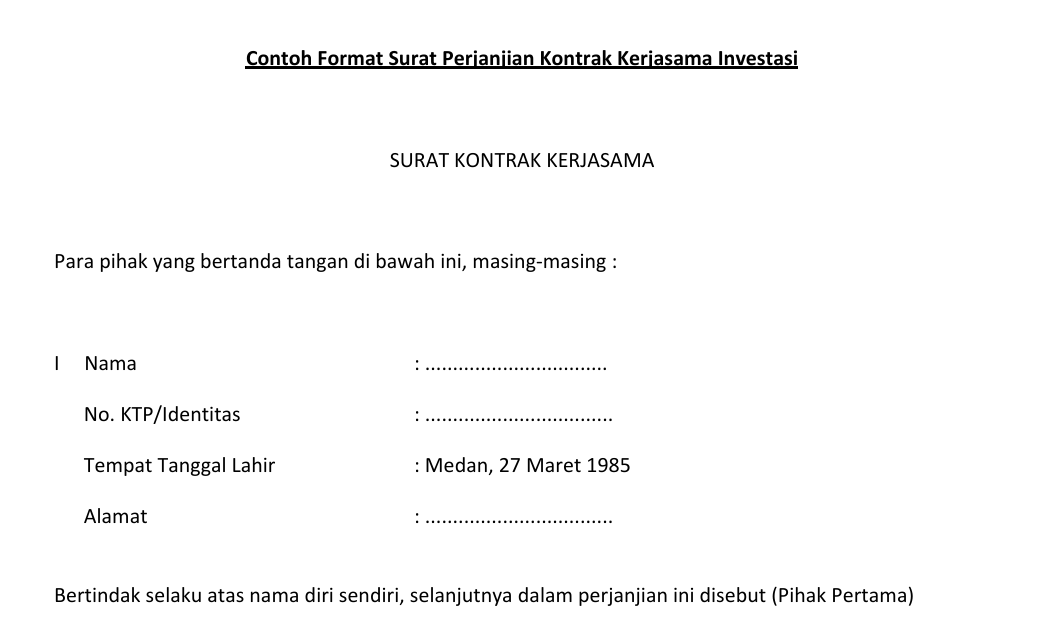 Contoh Format Surat Perjanjian Kontrak Kerjasama Investasi
SURAT KONTRAK KERJASAMA
Para pihak yang bertanda tangan di bawah ini, masing-masing :
I Nama : .................................
No. KTP/Identitas : ..................................
Tempat Tanggal Lahir : Medan, 27 Maret 1985
Alamat : ..................................
Bertindak selaku atas nama diri sendiri, selanjutnya dalam perjanjian ini disebut (Pihak Pertama)